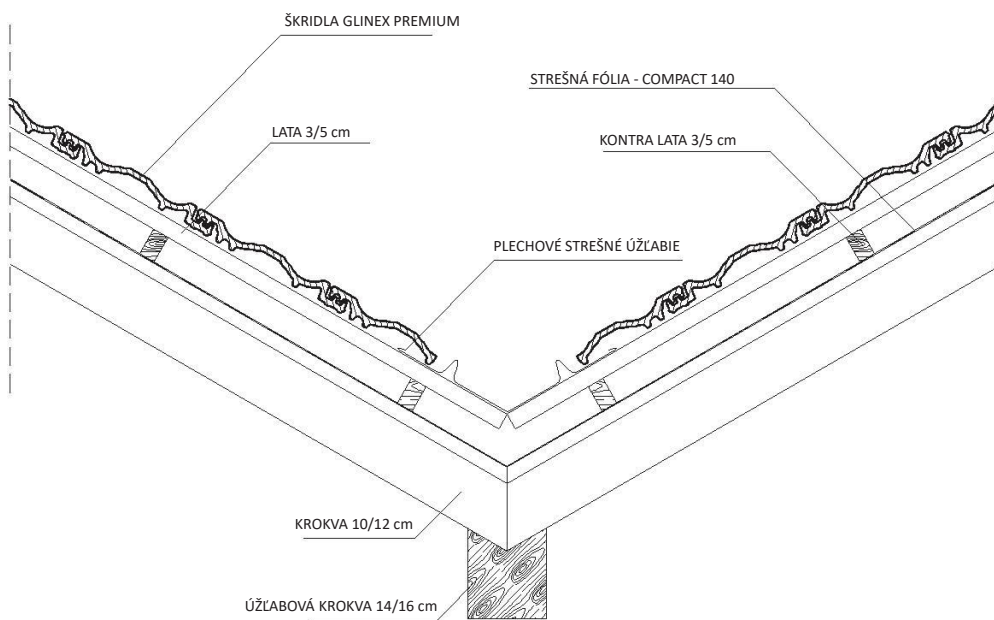 ŠKRIDLA GLINEX PREMIUM
STREŠNÁ FÓLIA - COMPACT 140
LATA 3/5 cm
KONTRA LATA 3/5 cm
PLECHOVÉ STREŠNÉ ÚŽĽABIE
KROKVA 10/12 cm
ÚŽĽABOVÁ KROKVA 14/16 cm